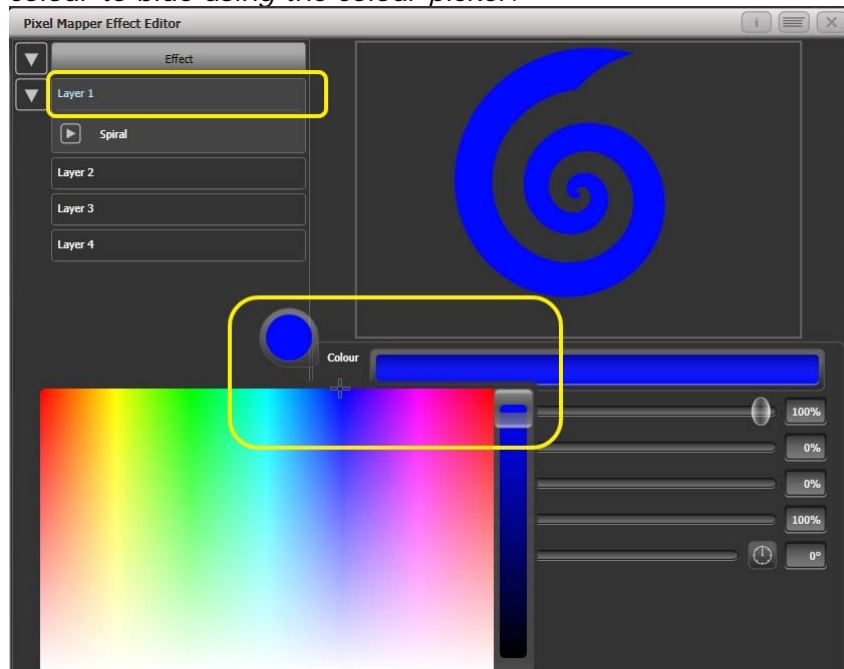 colour to blue using the colour picker.
Pixel Mapper Effect Editor
Effect
Layer 1
Spiral
Layer 2
Layer 3
Layer 4
Colour
100%
0%
0%
100%
0°